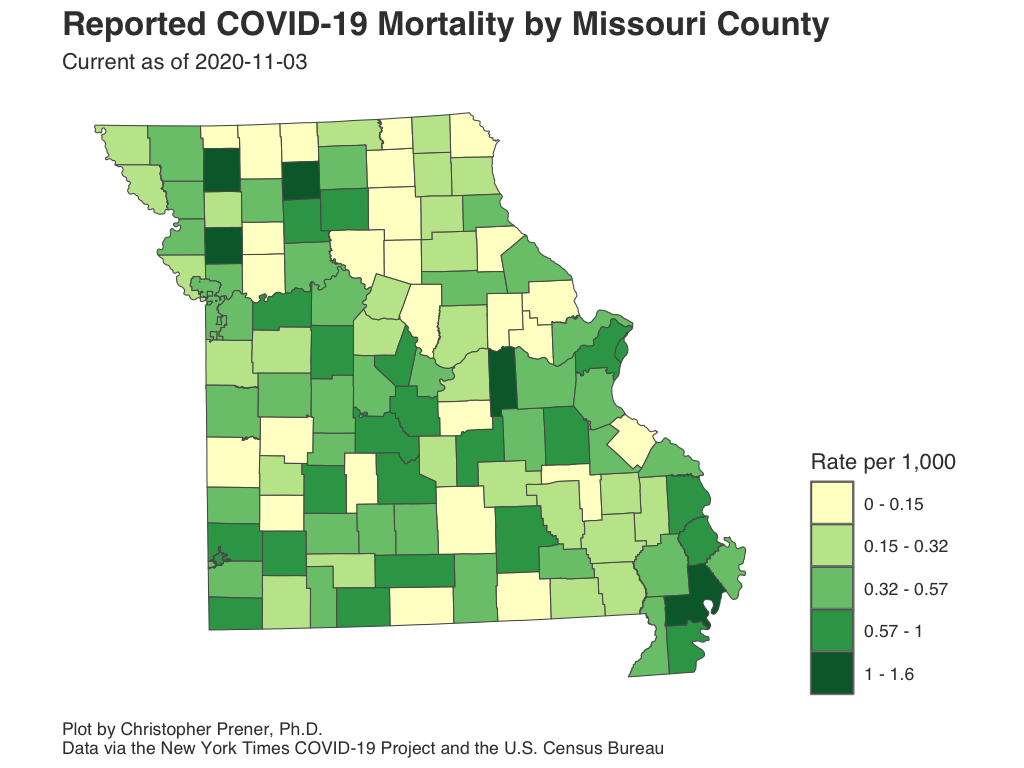 Reported COVID-19 Mortality by Missouri County
Current as of 2020-11-03
Rate per 1,000
0 - 0.15
0.15 - 0.32
0.32 - 0.57
0.57 - 1
1 - 1.6
Plot by Christopher Prener, Ph.D.
Data via the New York Times COVID-19 Project and the U.S. Census Bureau